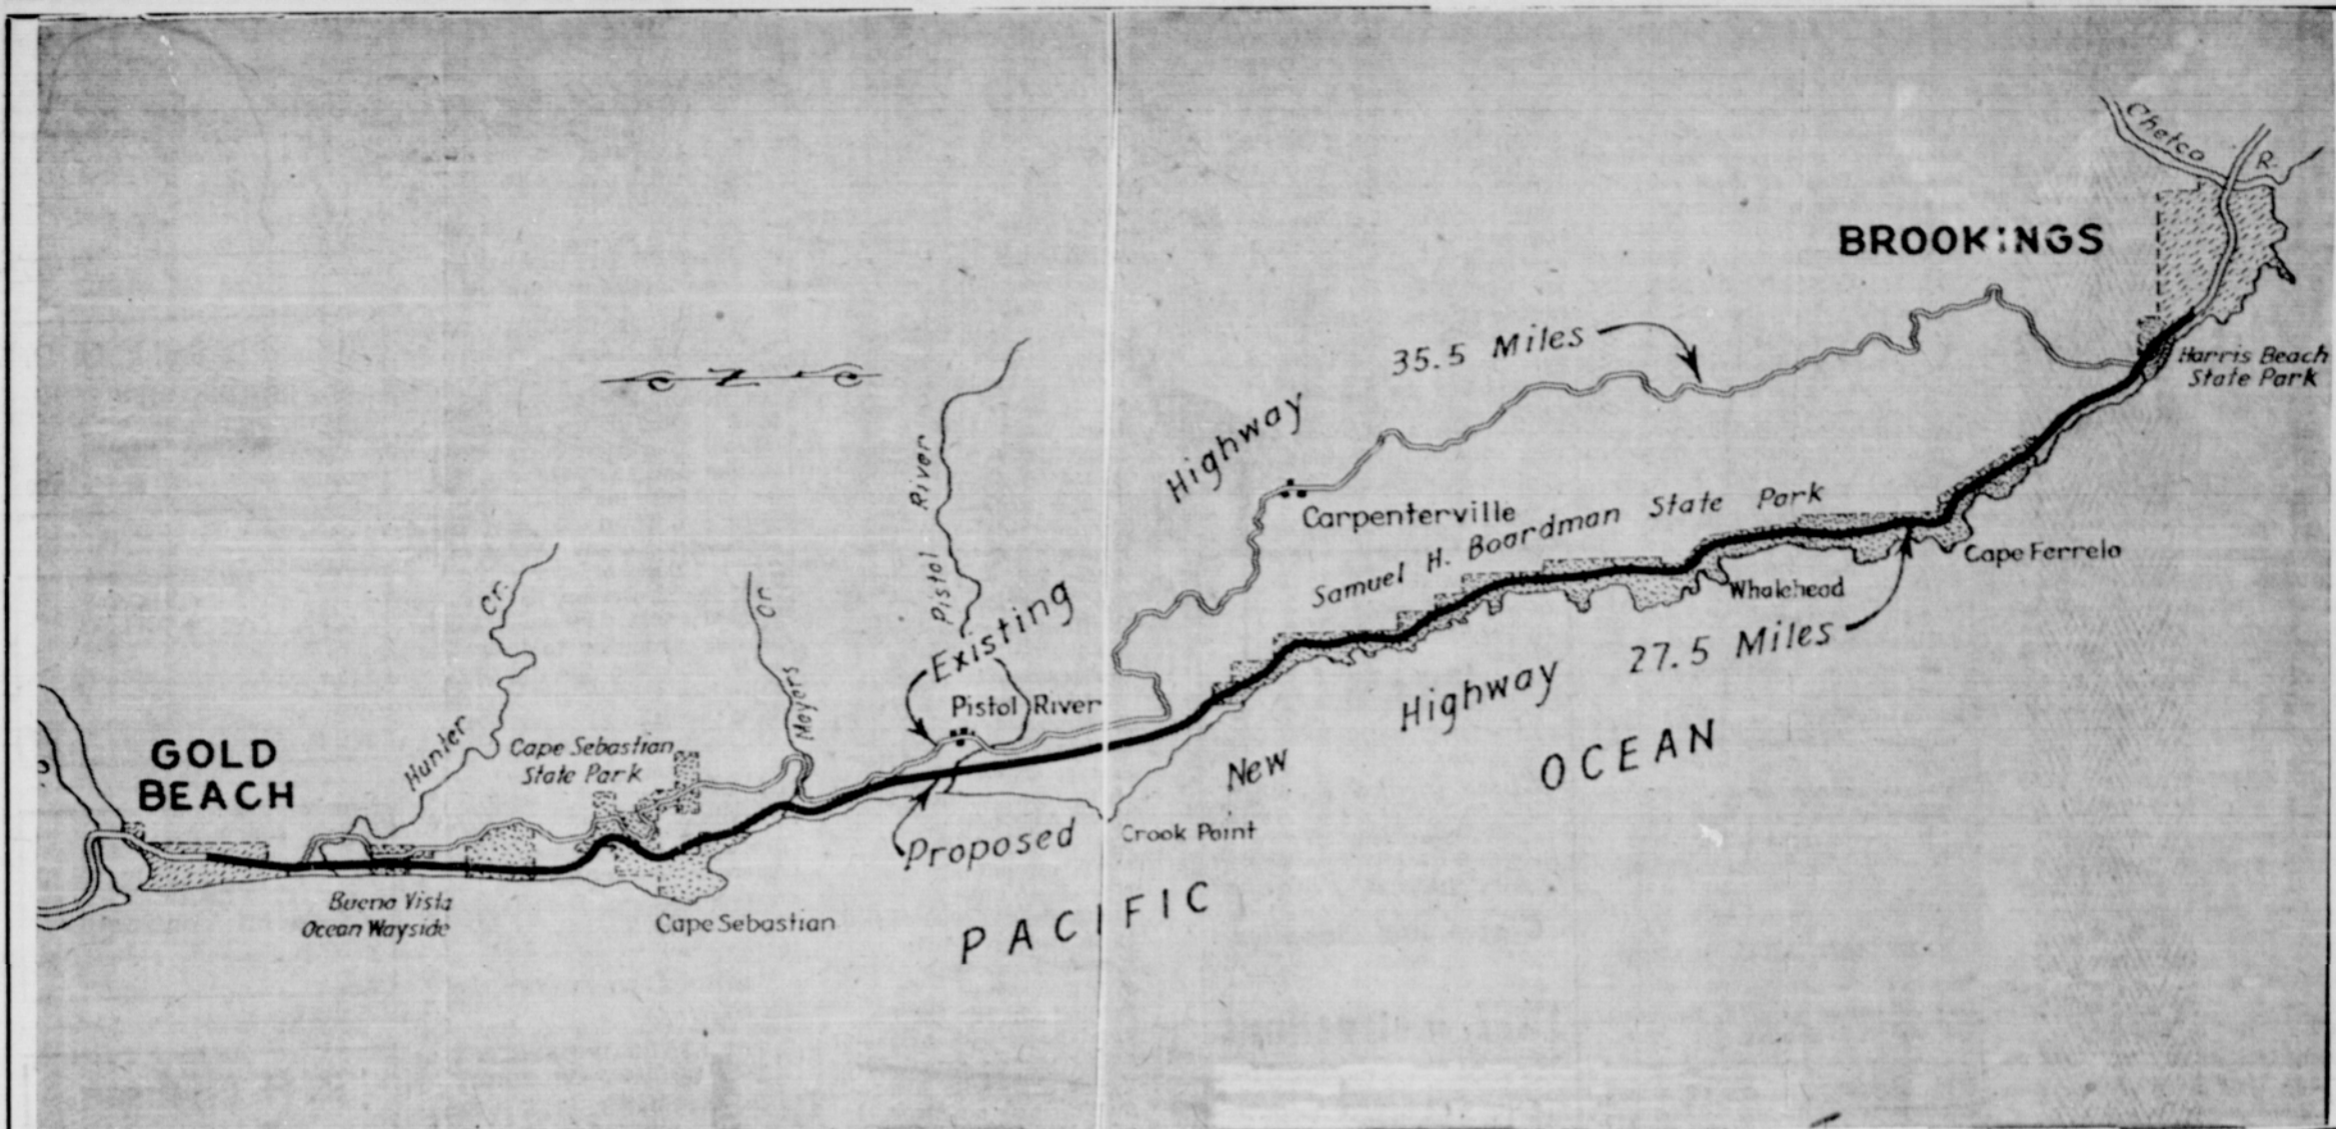 Chetco R.
BROOKINGS
35.5 Miles
Harris Beach
State Park
N
Highway
River
Pistol
Carpenterville
Samuel H. Boardman State Park
Cape Ferrelo
Whalehead
27.5 Miles
Existing
Cr.
Hunter
Cr
Myers
Pistol River
Highway
New
OCEAN
GOLD
BEACH
Cape Sebastian
State Park
Proposed
Crook Point
Buena Vista
Ocean Wayside
Cape Sebastian
PACIFIC